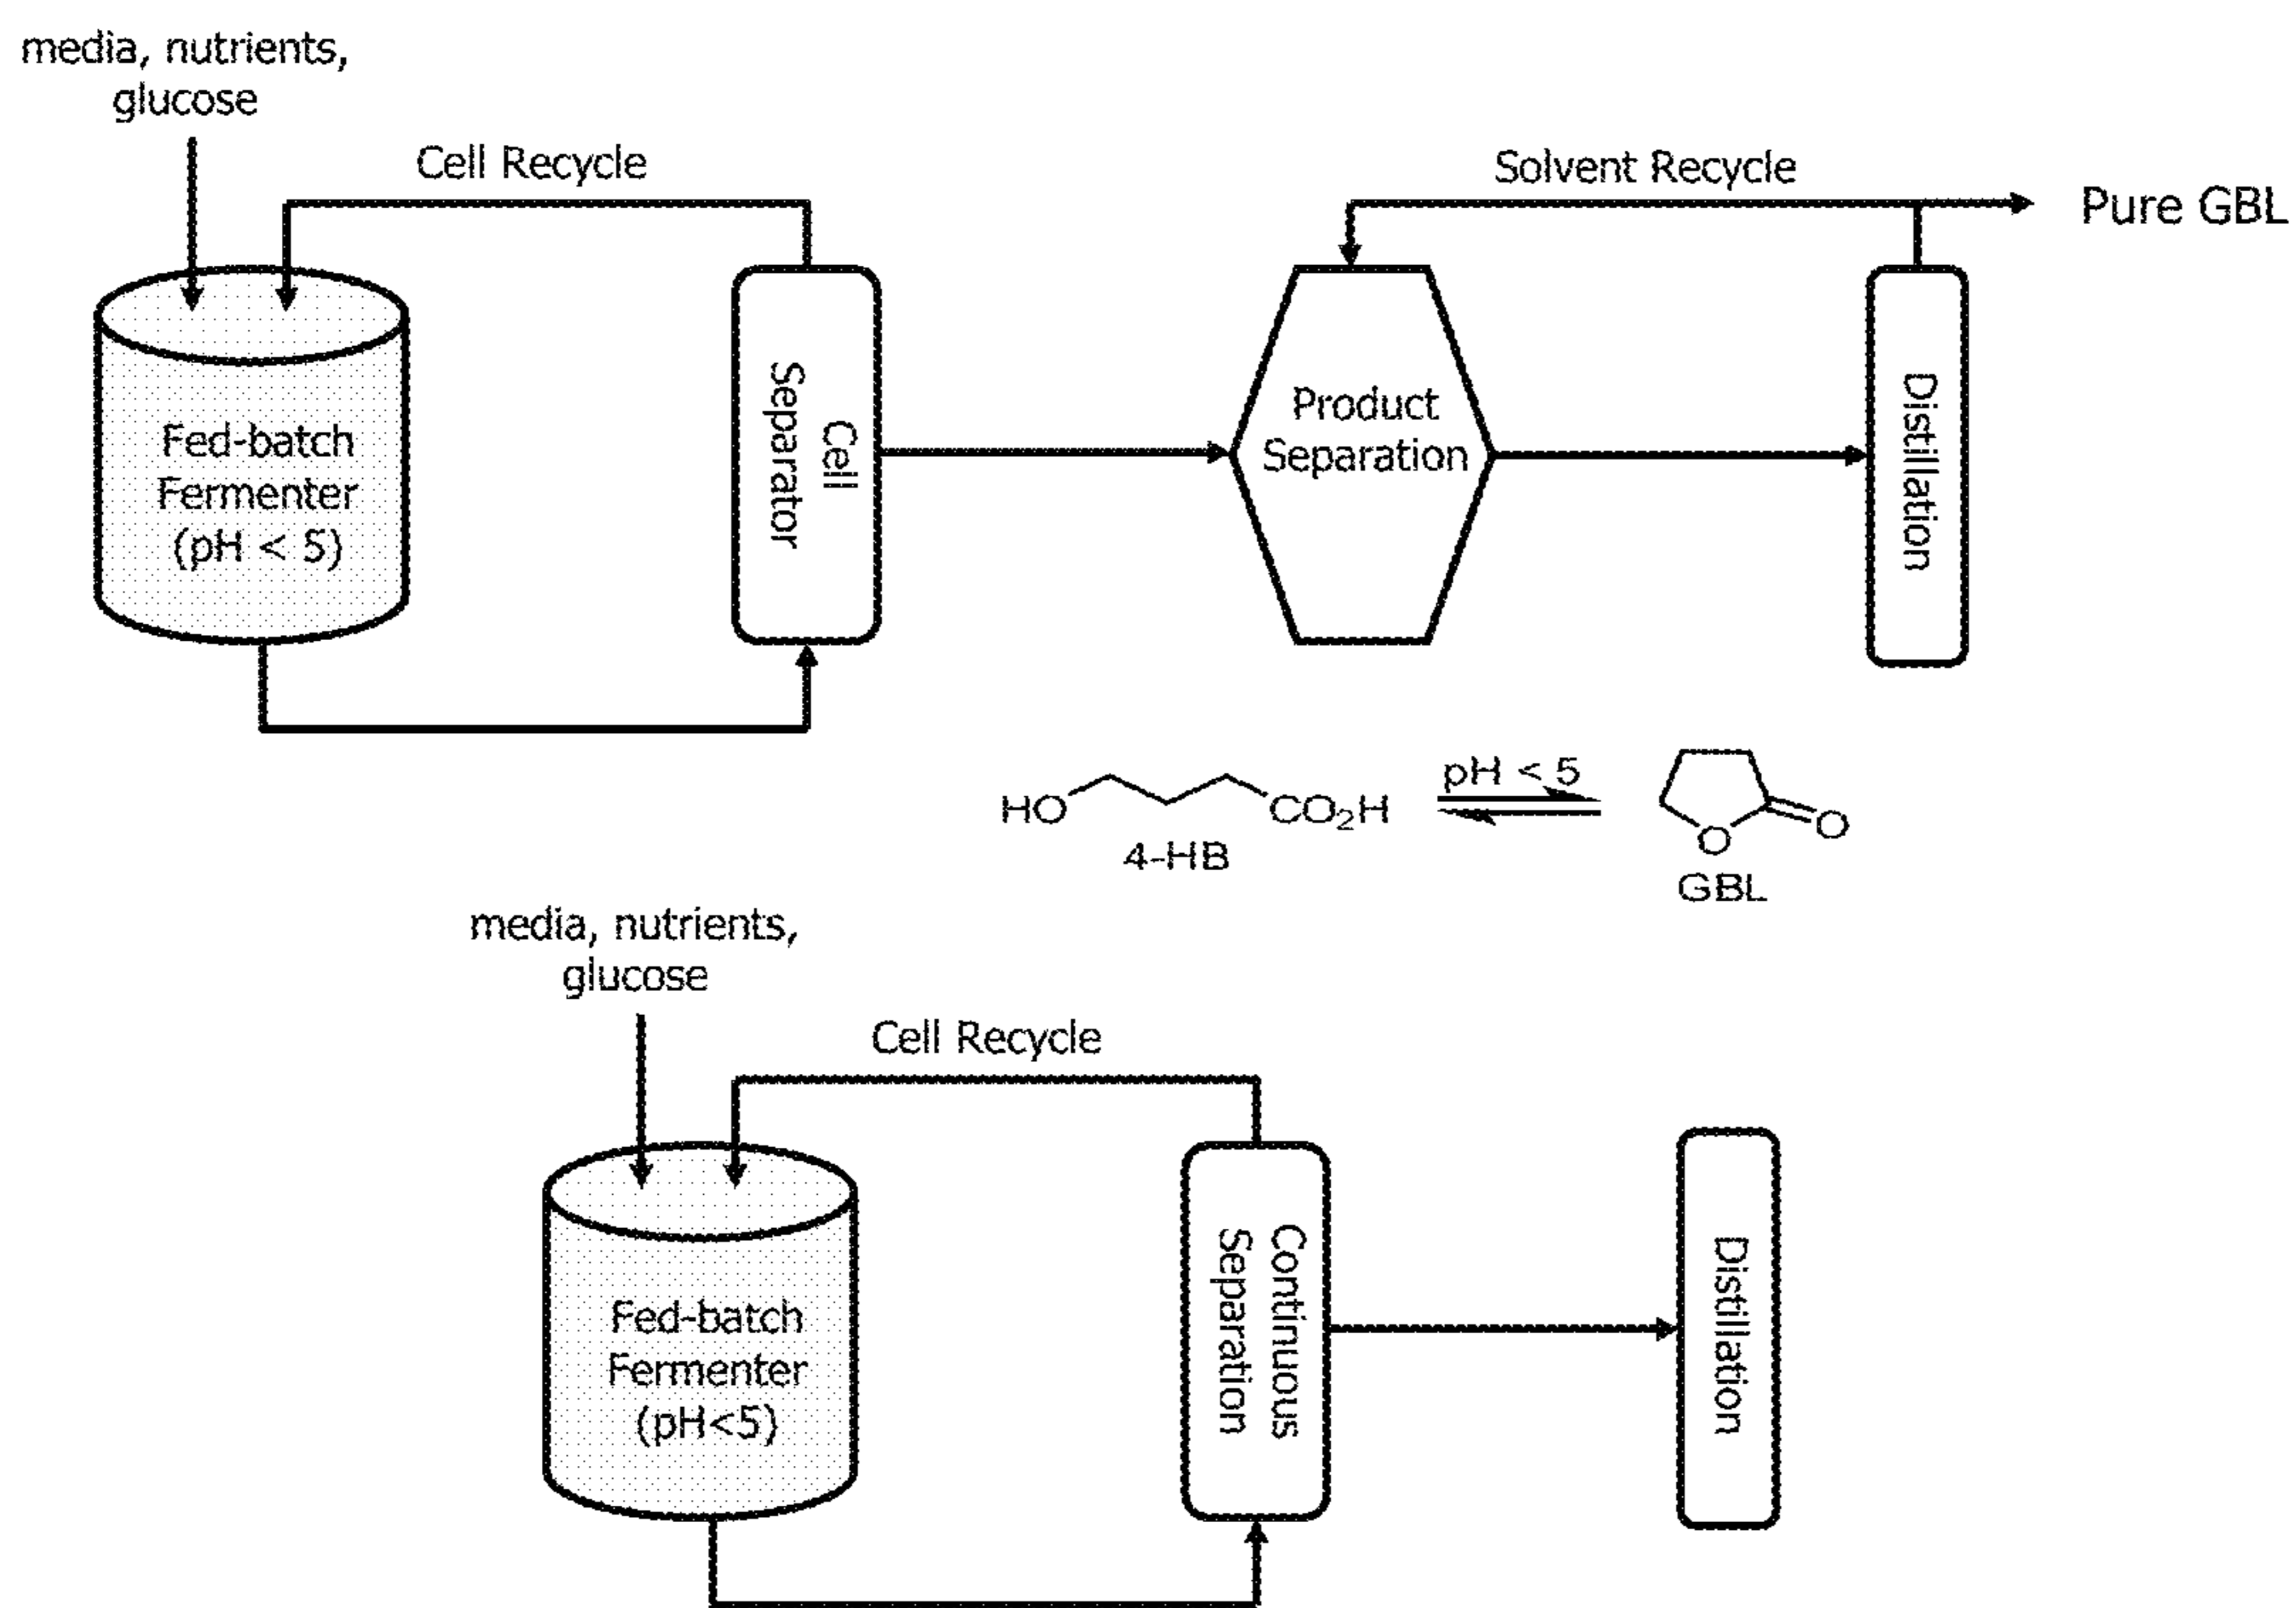 media, nutrients,
glucose
Cell Recycle
Solvent Recycle
Pure GBL
Fed-batch
Fermenter
(pH < 5)
Cell
Separator
Product
Separation
Distillation
HO
CO₂H
4-HB
pH < 5
O
O
GBL
media, nutrients,
glucose
Cell Recycle
Fed-batch
Fermenter
(pH<5)
Continuous
Separation
Distillation